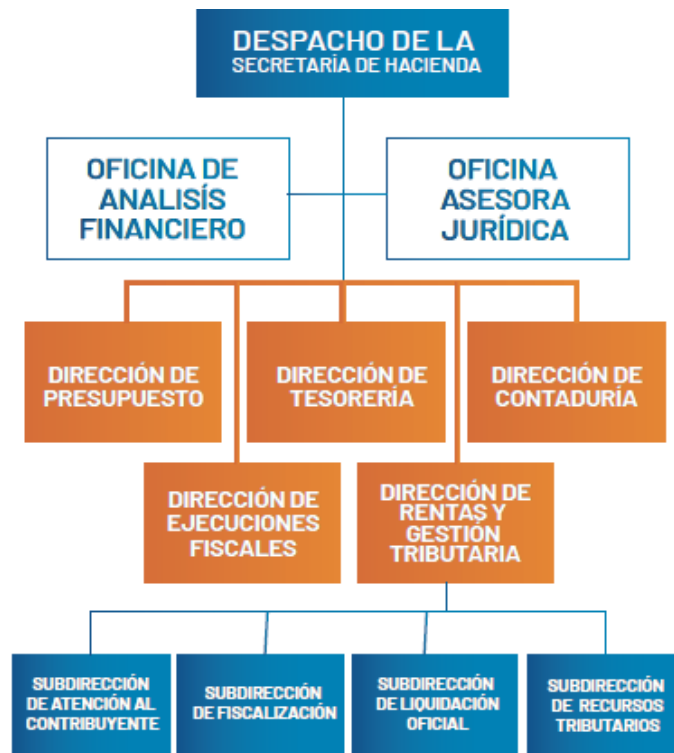 DESPACHO DE LA
SECRETARÍA DE HACIENDA
OFICINA DE
ANALISÍS
FINANCIERO
OFICINA
ASESORA
JURÍDICA
DIRECCIÓN DE
PRESUPUESTO
DIRECCIÓN DE
TESORERÍA
DIRECCIÓN DE
CONTADURÍA
DIRECCIÓN DE
EJECUCIONES
FISCALES
DIRECCIÓN DE
RENTAS Y
GESTIÓN
TRIBUTARIA
SUBDIRECCIÓN
DE ATENCIÓN AL
CONTRIBUYENTE
SUBDIRECCIÓN
DE FISCALIZACIÓN
SUBDIRECCIÓN
DE LIQUIDACIÓN
OFICIAL
SUBDIRECCIÓN
DE RECURSOS
TRIBUTARIOS